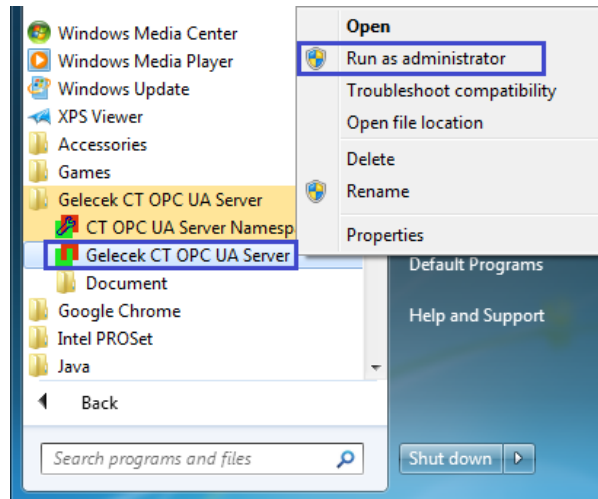 Windows Media Center
Windows Media Player
Windows Update
XPS Viewer
Accessories
Games
Gelecek CT OPC UA Server
CT OPC UA Server Namesp
Gelecek CT OPC UA Server
Document
Google Chrome
Intel PROSet
Java
Back
Search programs and files
Open
Run as administrator
Troubleshoot compatibility
Open file location
Delete
Rename
Properties
Default Programs
Help and Support
Shut down